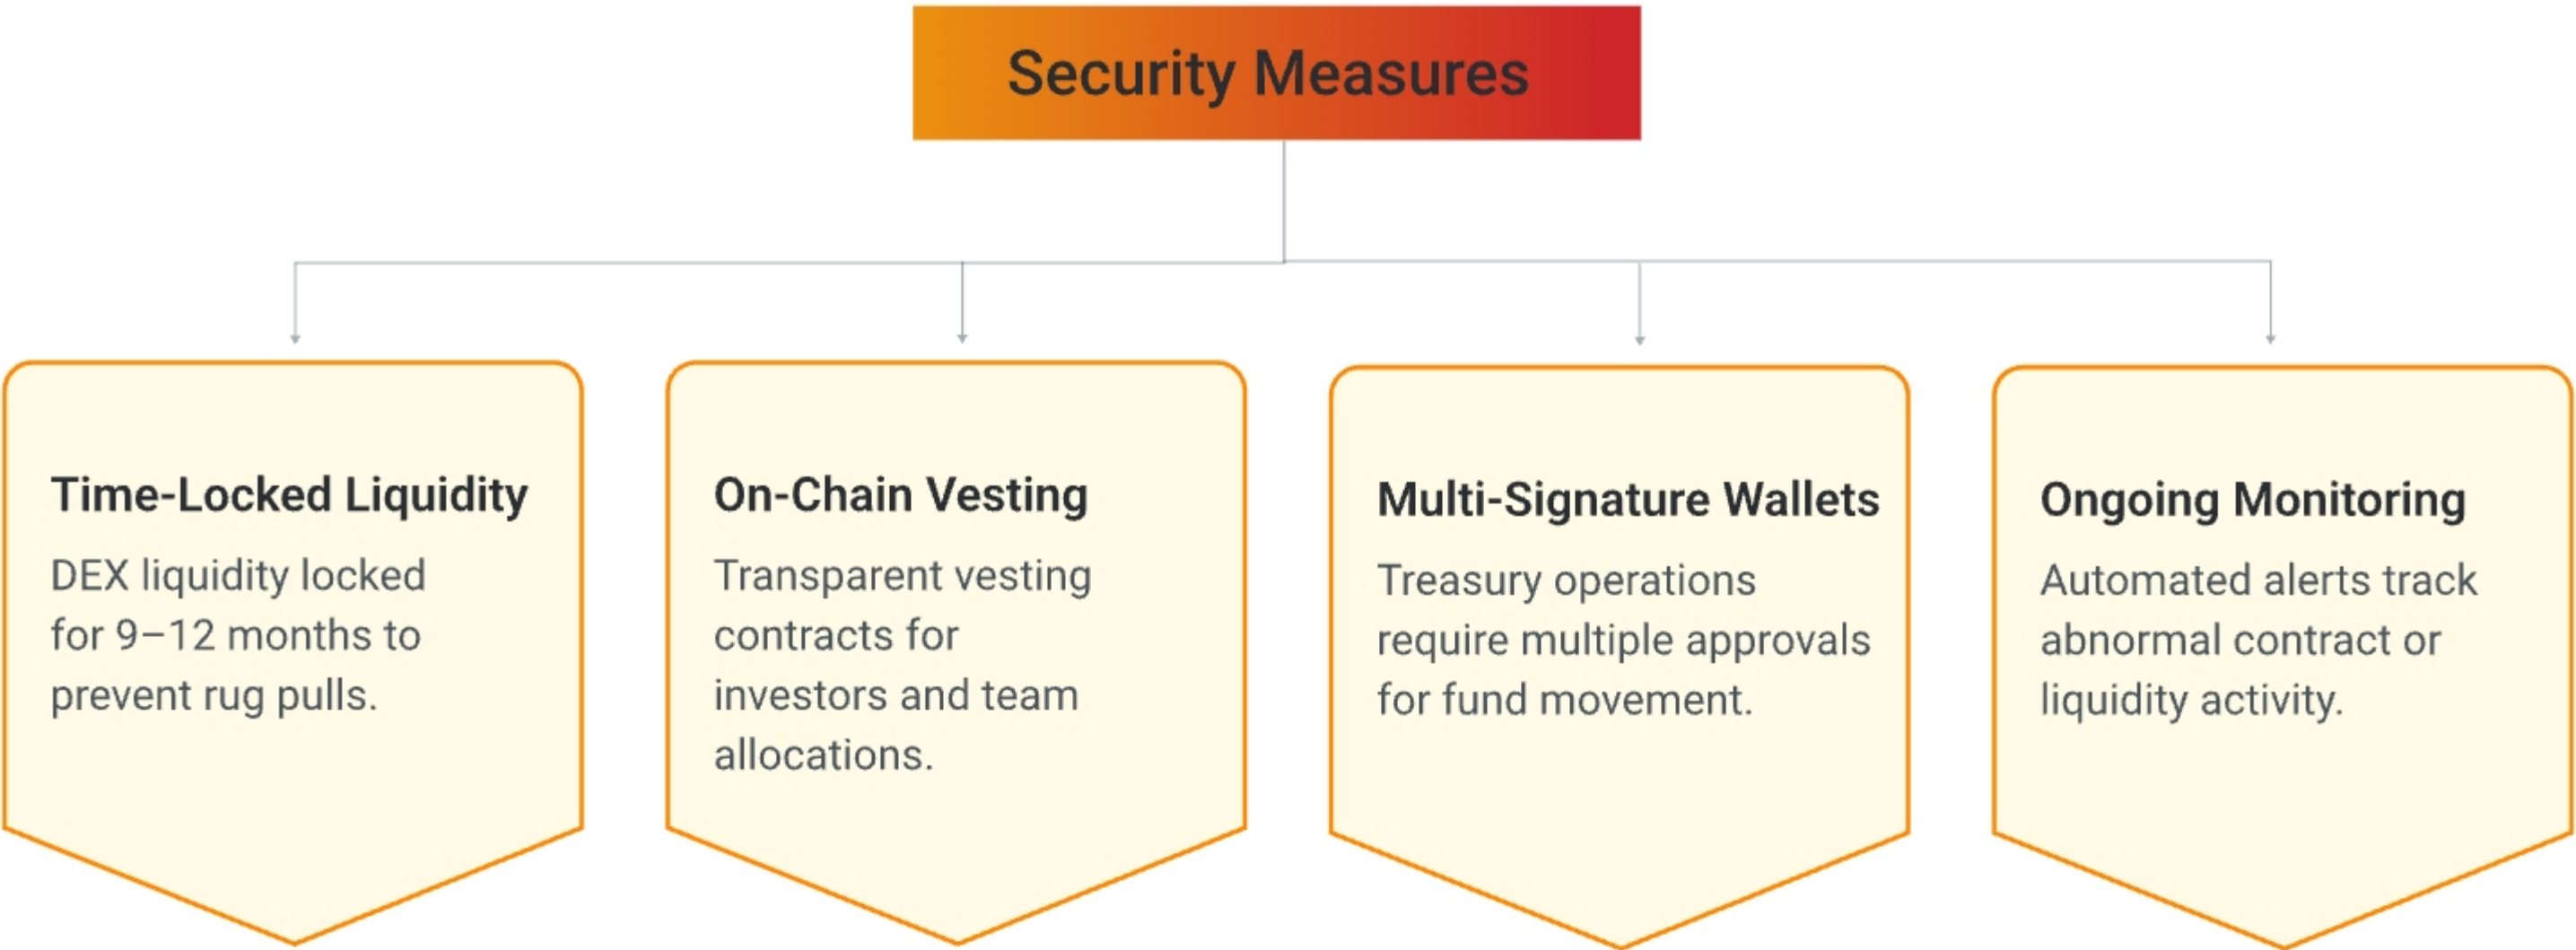 Security Measures
Time-Locked Liquidity
DEX liquidity locked
for 9–12 months to
prevent rug pulls.
On-Chain Vesting
Transparent vesting
contracts for
investors and team
allocations.
Multi-Signature Wallets
Treasury operations
require multiple approvals
for fund movement.
Ongoing Monitoring
Automated alerts track
abnormal contract or
liquidity activity.